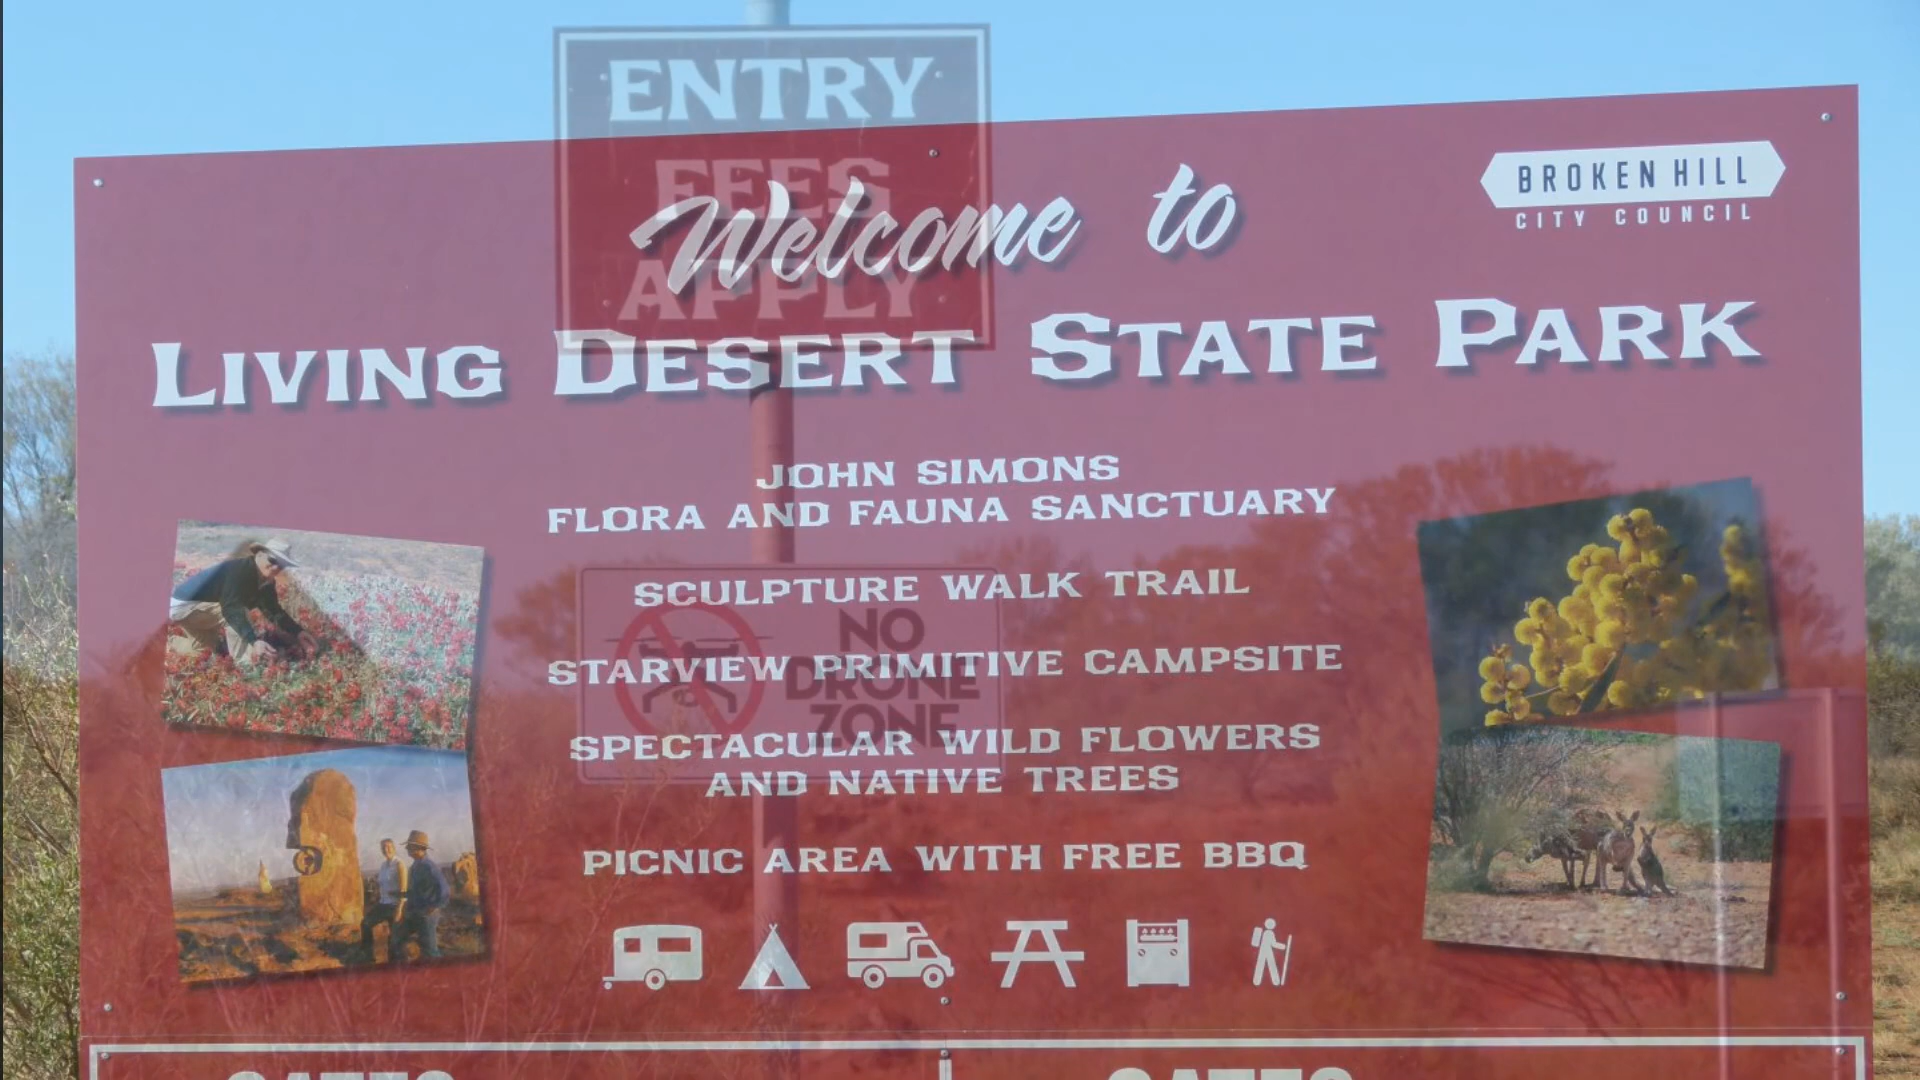 ENTRY
FEES
APPLY
Welcome to
BROKEN HILL
CITY COUNCIL
LIVING DESERT STATE PARK
JOHN SIMONS
FLORA AND FAUNA SANCTUARY
SCULPTURE WALK TRAIL
NO
DRONE
ZONE
STARVIEW PRIMITIVE CAMPSITE
SPECTACULAR WILD FLOWERS
AND NATIVE TREES
PICNIC AREA WITH FREE BBQ